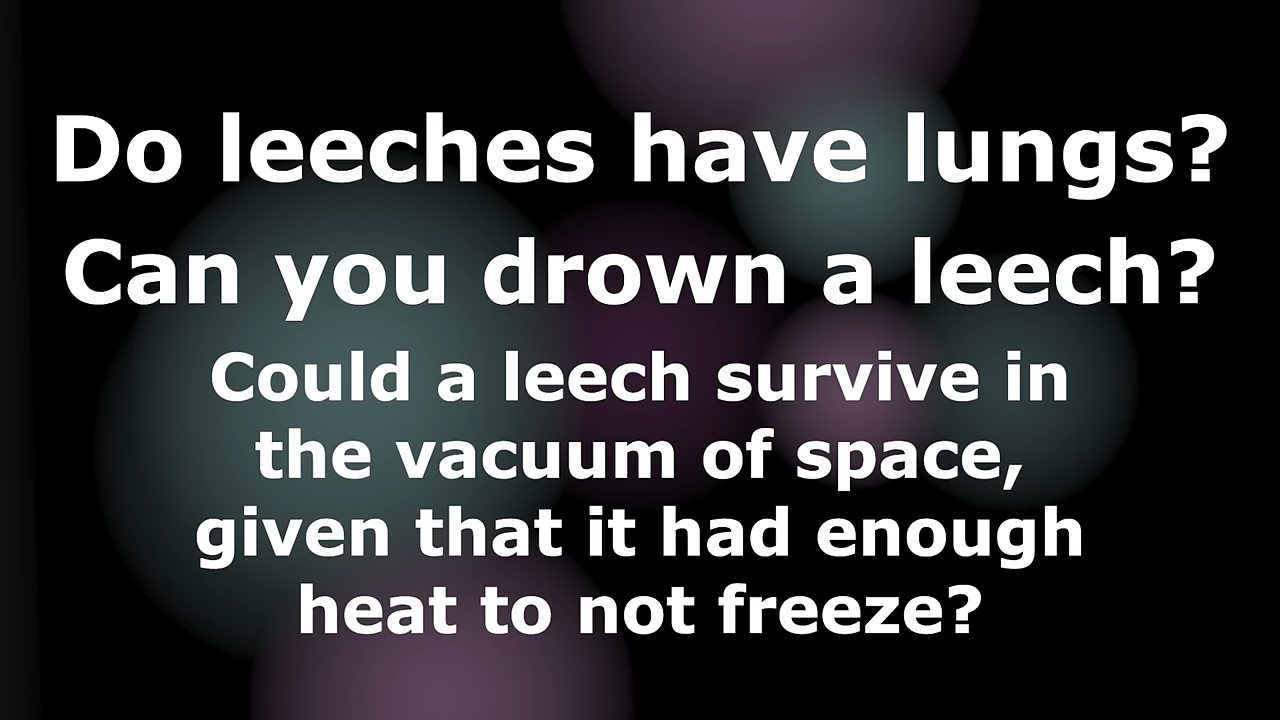 Do leeches have lungs?
Can you drown a leech?
Could a leech survive in
the vacuum of space,
given that it had enough
heat to not freeze?